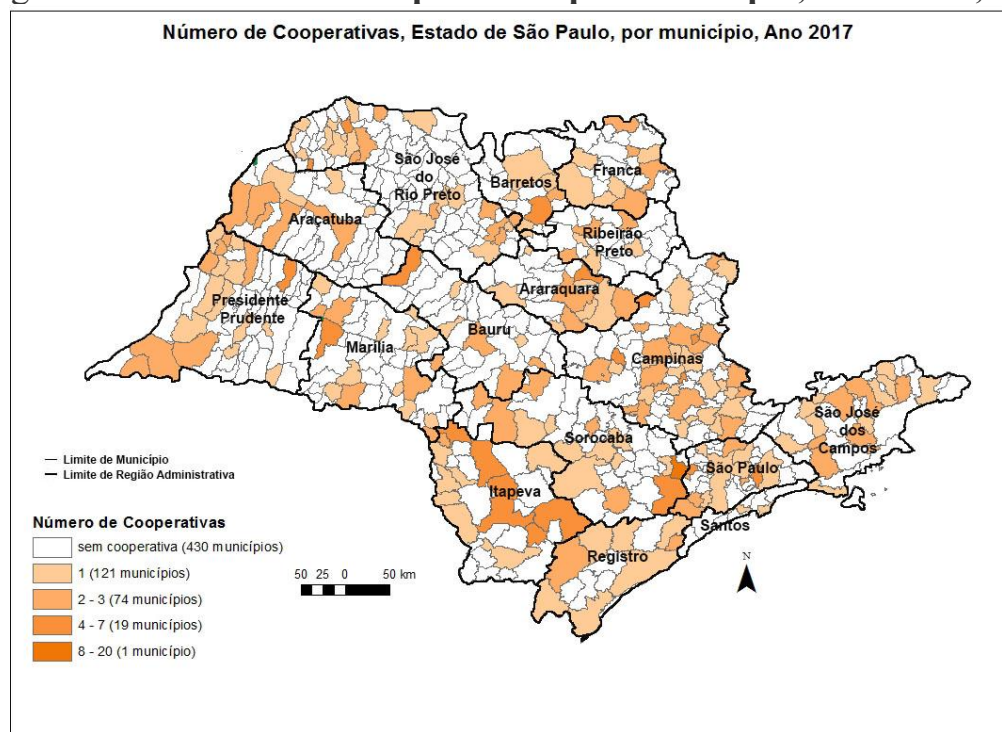 Número de Cooperativas, Estado de São Paulo, por município, Ano 2017
São José
do
Rio Preto
Barretos
Franca
Araçatuba
Ribeirão
Preto
Araraquara
Presidente
Prudente
Bauru
Marília
Campinas
São José
dos
Campos
Sorocaba
São Paulo
Itapeva
Santos
Registro
Limite de Município
Limite de Região Administrativa
Número de Cooperativas
sem cooperativa (430 municípios)
1 (121 municípios)
2 - 3 (74 municípios)
4 - 7 (19 municípios)
8 - 20 (1 município)
50 25 0 50 km
N